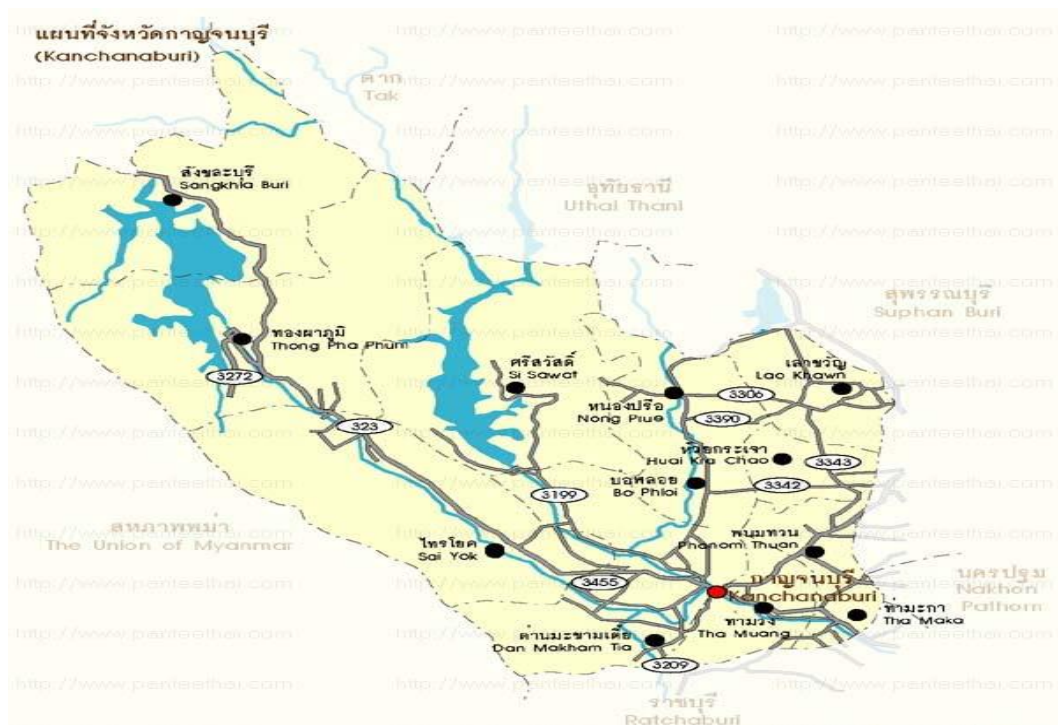 แผนที่จังหวัดกาญจนบุรี
(Kanchanaburi)
http://www.panteethai.com
ตาก
Tak
สังขละบุรี
Sangkhla Buri
อุทัยธานี
Uthai Thani
สุพรรณบุรี
Suphan Buri
ทองผาภูมิ
Thong Pha Phum
3272
323
ศรีสวัสดิ์
Si Sawat
เลาขวัญ
Lao Khawn
3306
หนองปรือ
Nong Prue
3390
ห้วยกระเจา
Huai Kra Chao
3343
3342
บ่อพลอย
Bo Phloi
3199
สหภาพพม่า
The Union of Myanmar
ไทรโยค
Sai Yok
พนมทวน
Phanom Thuan
3455
กาญจนบุรี
Kanchanaburi
นครปฐม
Nakhon
Pathom
ท่าม่วง
Tha Muang
ท่ามะกา
Tha Maka
ด่านมะขามเตี้ย
Dan Makham Tia
3209
ราชบุรี
Ratchaburi